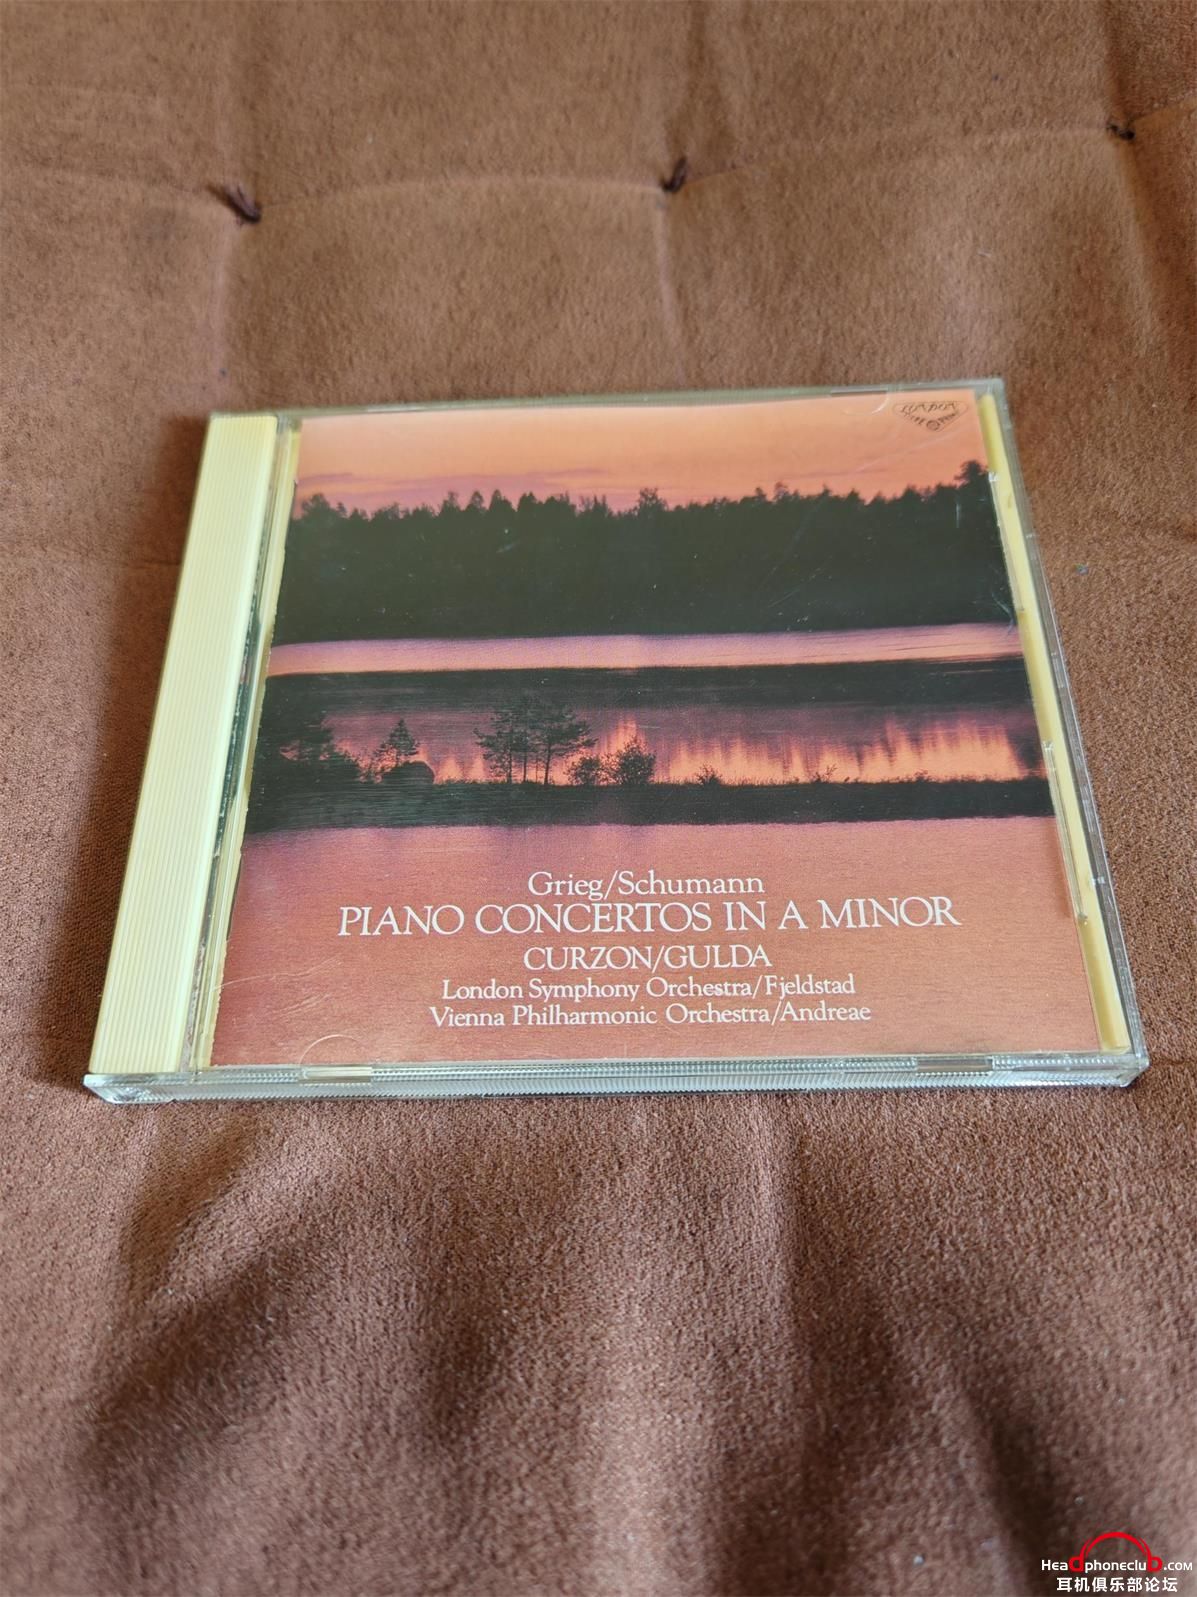 LONDON
Grieg/Schumann
PIANO CONCERTOS IN A MINOR
CURZON/GULDA
London Symphony Orchestra/Fjeldstad
Vienna Philharmonic Orchestra/Andreae
Headphoneclub.com
耳机俱乐部论坛